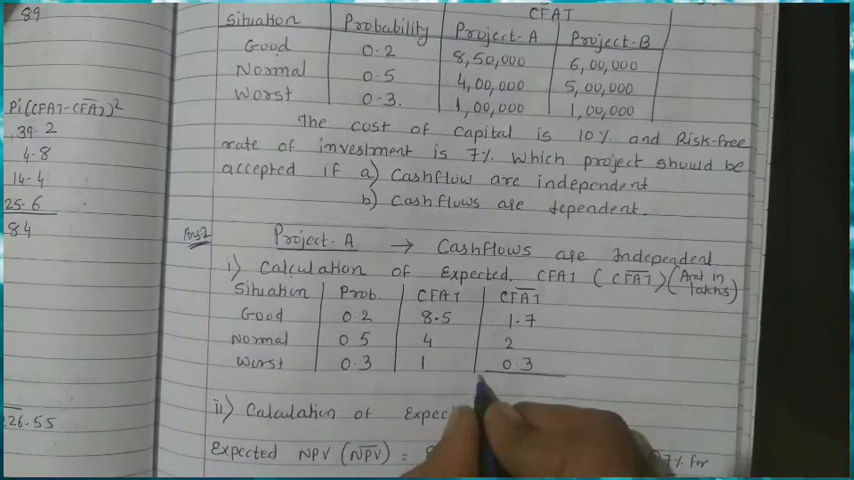 89
Pi(CFAT-C̅F̅A̅T̅)²
39.2
4.8
14.4
25.6
84
26.55
CFAT
Situation Probability Project-A Project-B
Good 0.2 8,50,000 6,00,000
Normal 0.5 4,00,000 5,00,000
Worst 0.3. 1,00,000 1,00,000
The cost of capital is 10% and Risk-free
rate of investment is 7%. Which project should be
accepted if a) Cashflow are independent
b) Cashflows are dependent.
Ans2 Project-A → Cashflows are Independent.
i) Calculation of Expected CFAT (C̅F̅A̅T̅) (Amt in lakhs)
Situation Prob. CFAT C̅F̅A̅T̅
Good 0.2 8.5 1.7
Normal 0.5 4 2
Worst 0.3 1 0.3
ii) Calculation of
Expected NPV (N̅P̅V̅) = 7% for